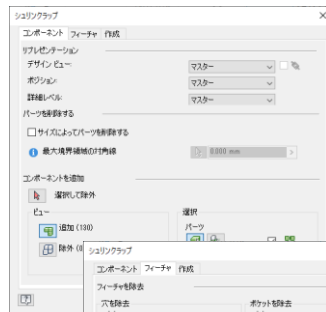 シュリンクラップ
コンポーネント フィーチャ 作成
リプレゼンテーション
デザイン ビュー: マスター
ポジション: マスター
詳細レベル: マスター
パーツを削除する
サイズによってパーツを削除する
最大境界領域の対角線 0.000 mm
コンポーネントを追加
選択して除外
ビュー 選択
追加 (130) パーツ
除外 (0
シュリンクラップ
コンポーネント フィーチャ 作成
フィーチャを除去
穴を除去 ポケットを除去